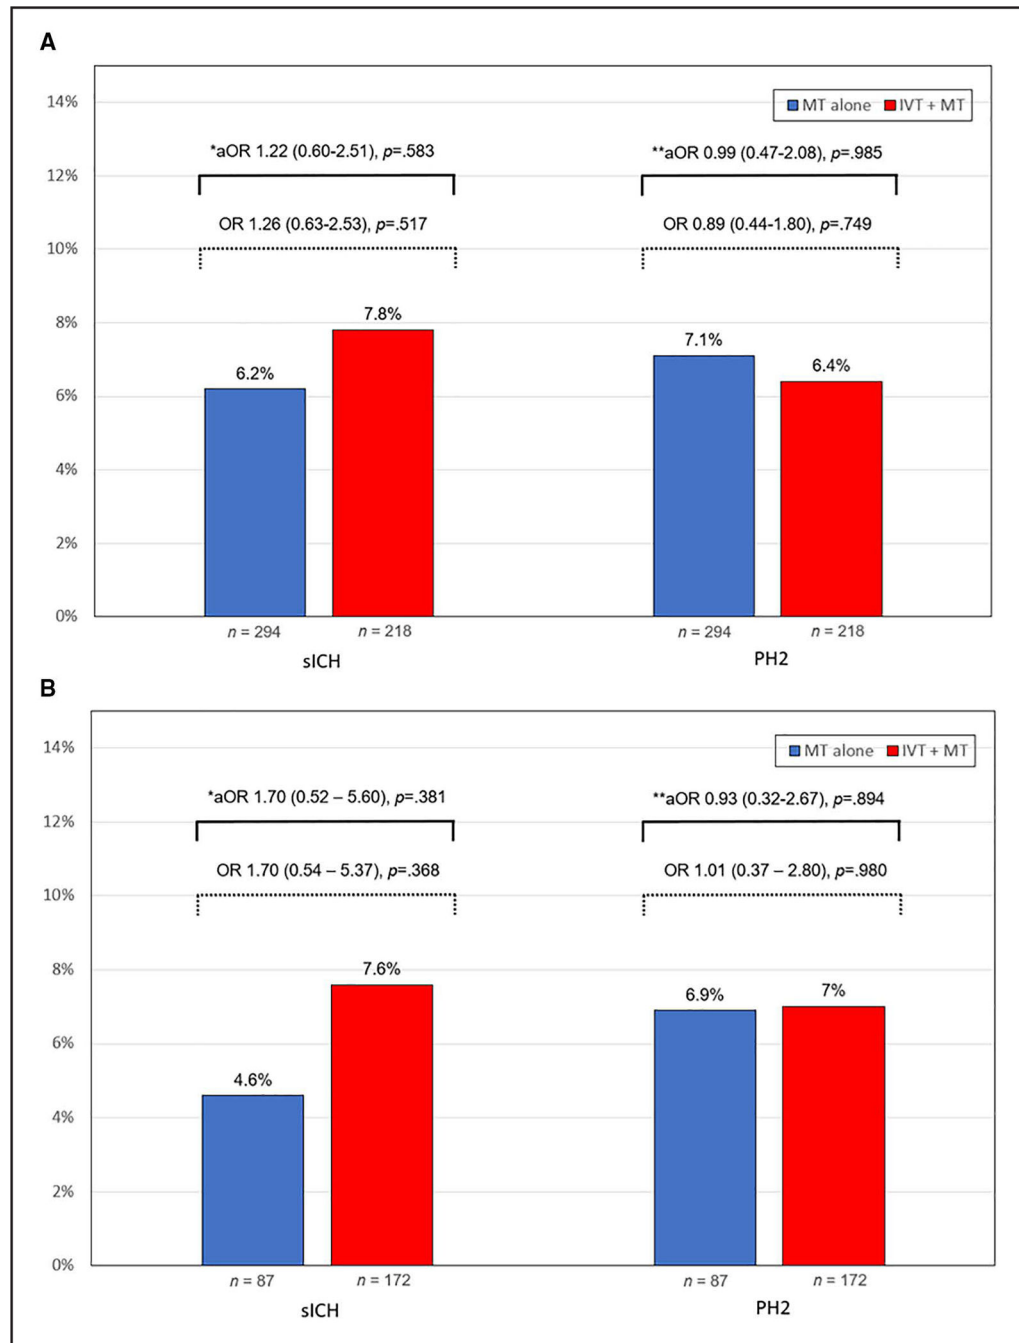 A
14%
MT alone IVT + MT
*aOR 1.22 (0.60-2.51), p=.583
**aOR 0.99 (0.47-2.08), p=.985
12%
OR 1.26 (0.63-2.53), p=.517
OR 0.89 (0.44-1.80), p=.749
10%
8%
7.8%
7.1%
6.2%
6.4%
6%
4%
2%
0%
n = 294
n = 218
n = 294
n = 218
sICH
PH2
B
14%
MT alone IVT + MT
*aOR 1.70 (0.52 – 5.60), p=.381
**aOR 0.93 (0.32-2.67), p=.894
12%
OR 1.70 (0.54 – 5.37), p=.368
OR 1.01 (0.37 – 2.80), p=.980
10%
8%
7.6%
6.9%
7%
6%
4.6%
4%
2%
0%
n = 87
n = 172
n = 87
n = 172
sICH
PH2